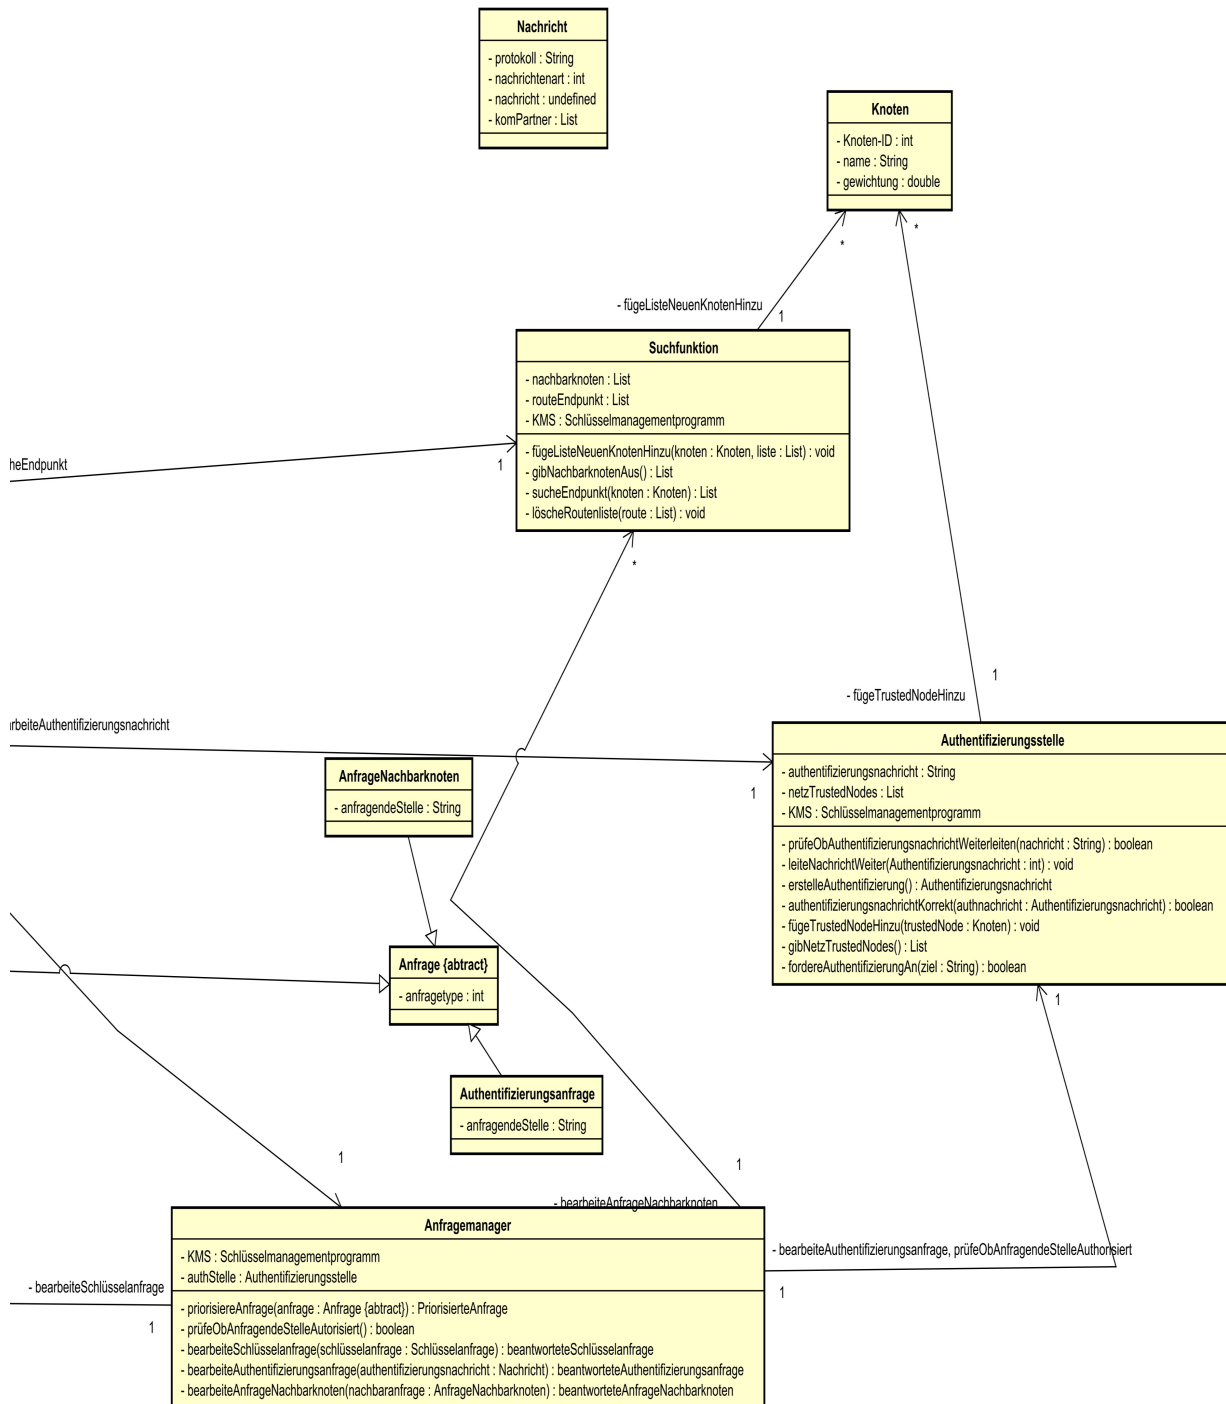 Nachricht
- protokoll : String
- nachrichtenart : int
- nachricht : undefined
- komPartner : List
Knoten
- Knoten-ID : int
- name : String
- gewichtung : double
*
*
- fügeListeNeuenKnotenHinzu
1
Suchfunktion
- nachbarknoten : List
- routeEndpunkt : List
- KMS : Schlüsselmanagementprogramm
- fügeListeNeuenKnotenHinzu(knoten : Knoten, liste : List) : void
- gibNachbarknotenAus() : List
- sucheEndpunkt(knoten : Knoten) : List
- löscheRoutenliste(route : List) : void
heEndpunkt
1
*
1
- fügeTrustedNodeHinzu
rbeiteAuthentifizierungsnachricht
1
Authentifizierungsstelle
- authentifizierungsnachricht : String
- netzTrustedNodes : List
- KMS : Schlüsselmanagementprogramm
- prüfeObAuthentifizierungsnachrichtWeiterleiten(nachricht : String) : boolean
- leiteNachrichtWeiter(Authentifizierungsnachricht : int) : void
- erstelleAuthentifizierung() : Authentifizierungsnachricht
- authentifizierungsnachrichtKorrekt(authnachricht : Authentifizierungsnachricht) : boolean
- fügeTrustedNodeHinzu(trustedNode : Knoten) : void
- gibNetzTrustedNodes() : List
- fordereAuthentifizierungAn(ziel : String) : boolean
1
AnfrageNachbarknoten
- anfragendeStelle : String
Anfrage {abtract}
- anfragetype : int
Authentifizierungsanfrage
- anfragendeStelle : String
1
1
- bearbeiteAnfrageNachbarknoten
- bearbeiteAuthentifizierungsanfrage, prüfeObAnfragendeStelleAuthorisiert
1
- bearbeiteSchlüsselanfrage
1
Anfragemanager
- KMS : Schlüsselmanagementprogramm
- authStelle : Authentifizierungsstelle
- priorisiereAnfrage(anfrage : Anfrage {abtract}) : PriorisierteAnfrage
- prüfeObAnfragendeStelleAutorisiert() : boolean
- bearbeiteSchlüsselanfrage(schlüsselanfrage : Schlüsselanfrage) : beantworteteSchlüsselanfrage
- bearbeiteAuthentifizierungsanfrage(authentifizierungsnachricht : Nachricht) : beantworteteAuthentifizierungsanfrage
- bearbeiteAnfrageNachbarknoten(nachbaranfrage : AnfrageNachbarknoten) : beantworteteAnfrageNachbarknoten